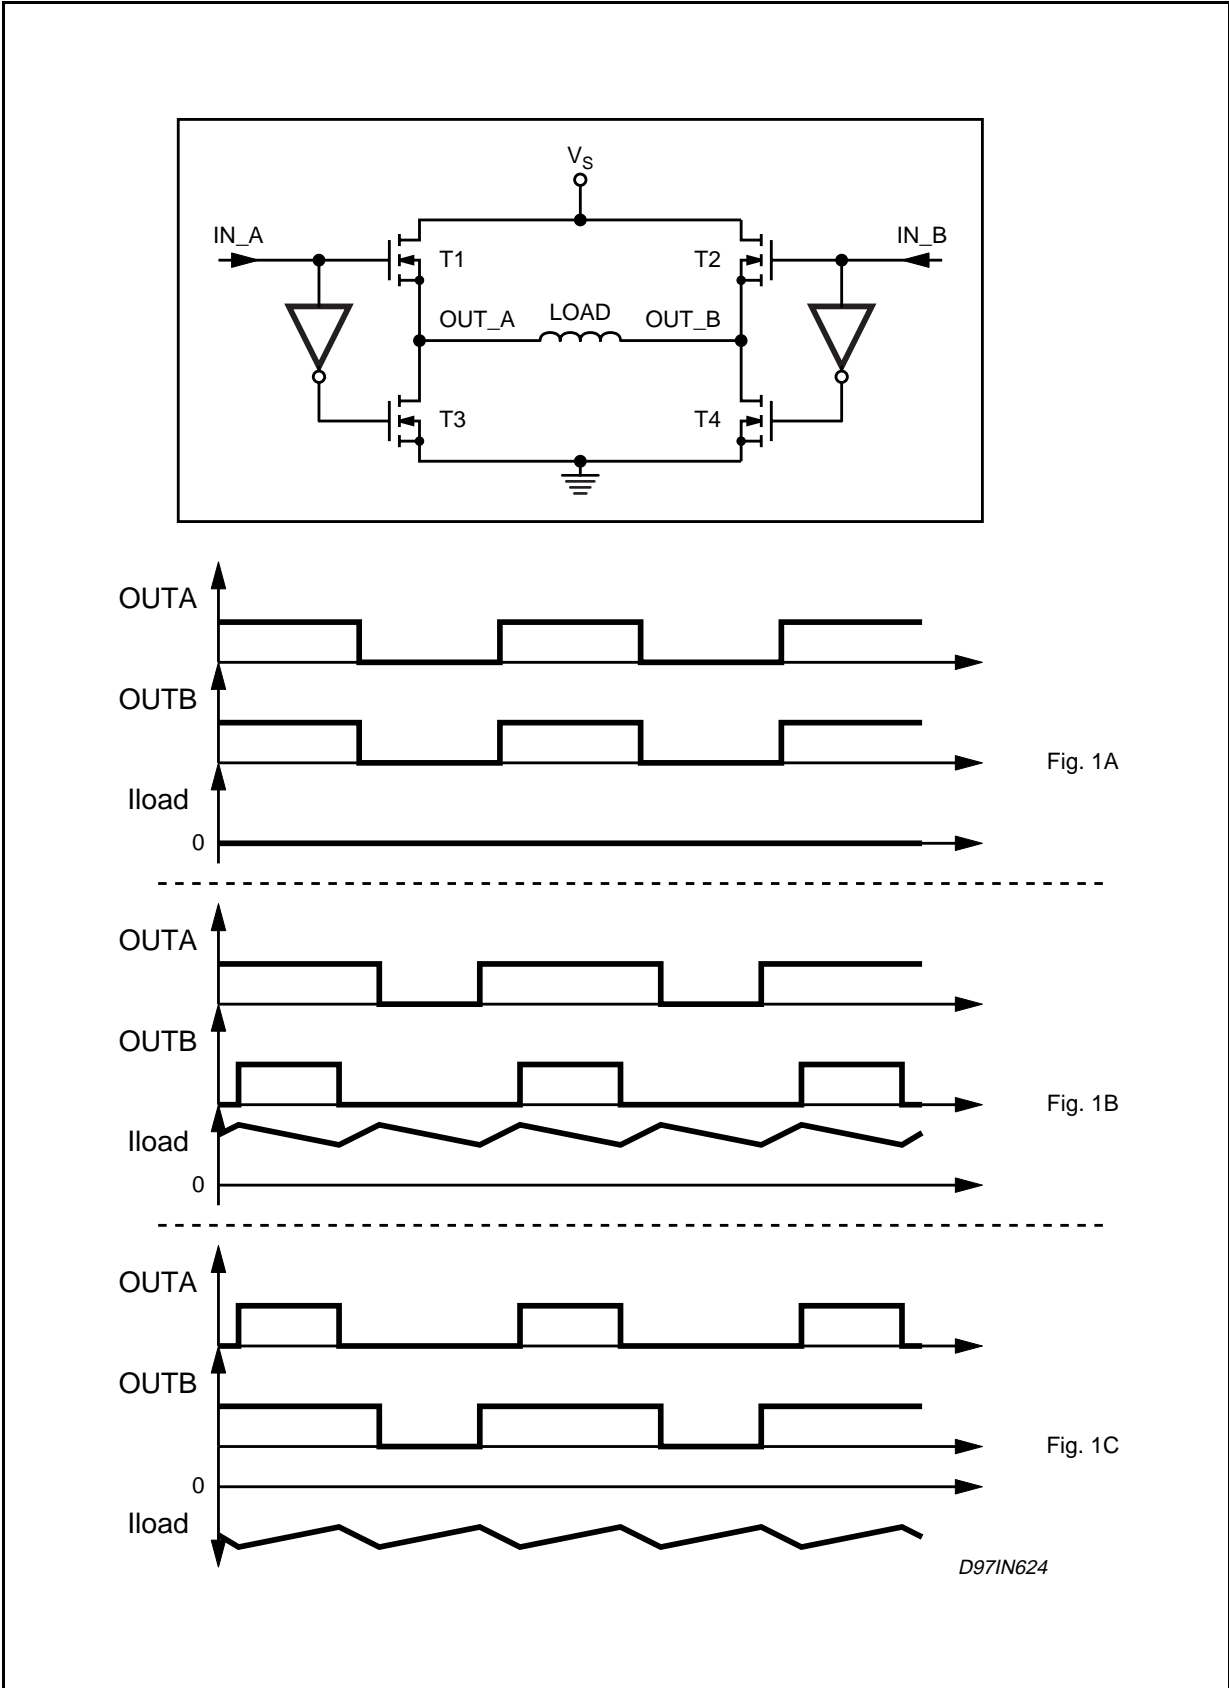 VS
IN_A
IN_B
T1
T2
OUT_A
LOAD
OUT_B
T3
T4
OUTA
OUTB
Fig. 1A
Iload
0
OUTA
OUTB
Fig. 1B
Iload
0
OUTA
OUTB
Fig. 1C
0
Iload
D97IN624